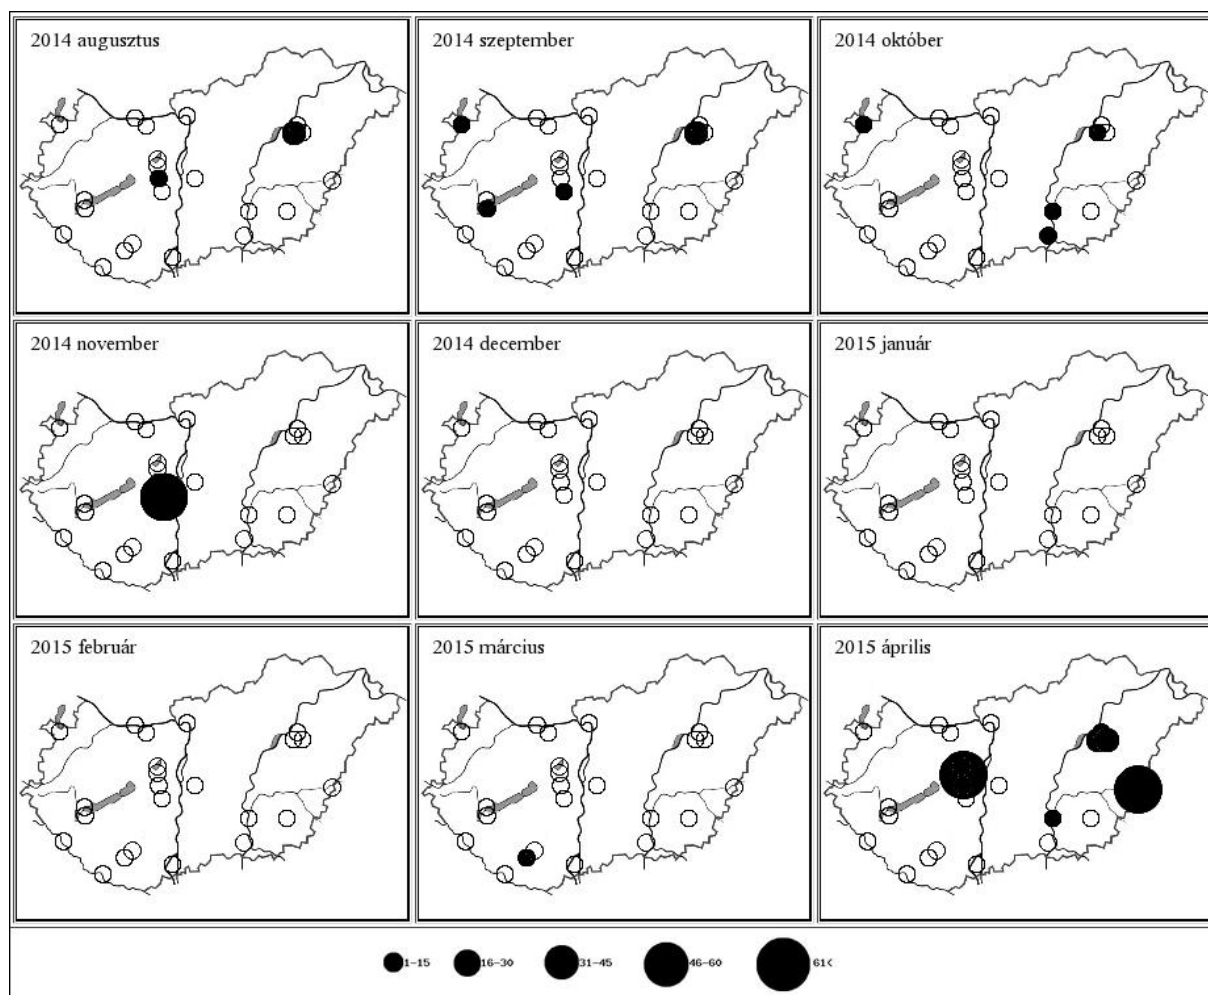 2014 augusztus
2014 szeptember
2014 október
2014 november
2014 december
2015 január
2015 február
2015 március
2015 április
1-15
16-30
31-45
46-60
61<